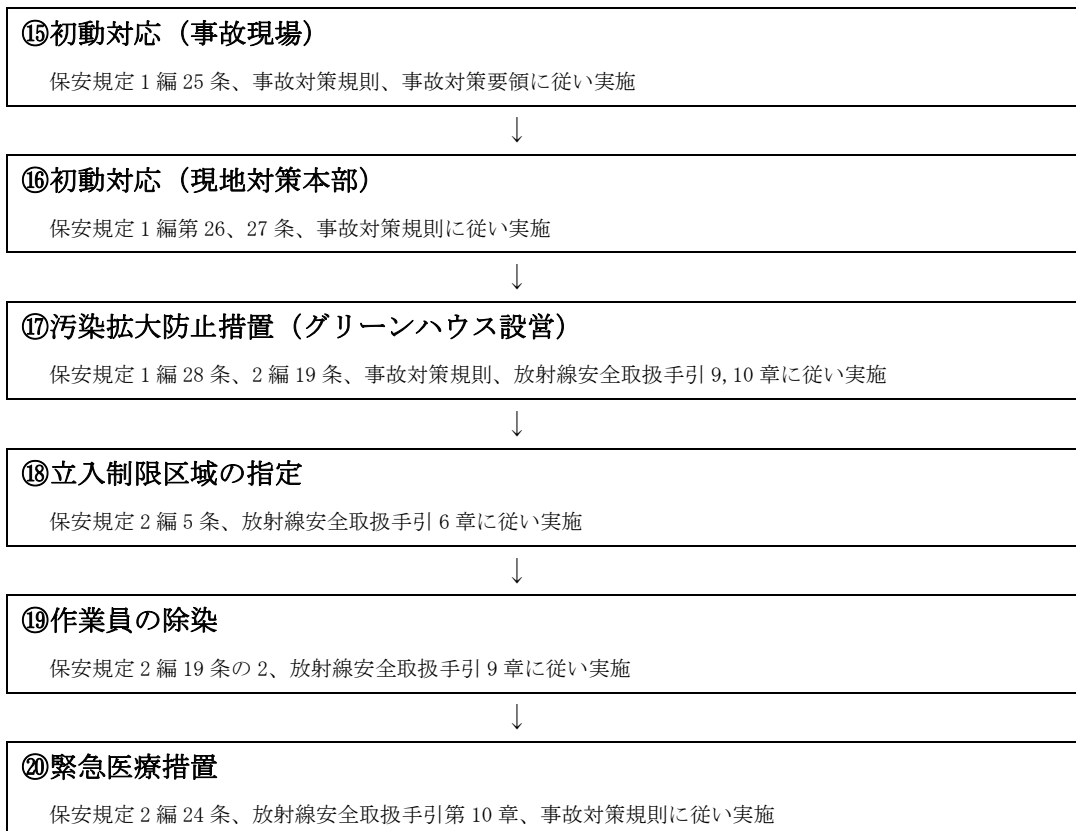 ⑮初動対応（事故現場）
保安規定 1 編 25 条、事故対策規則、事故対策要領に従い実施
↓
⑯初動対応（現地対策本部）
保安規定 1 編第 26、27 条、事故対策規則に従い実施
↓
⑰汚染拡大防止措置（グリーンハウス設営）
保安規定 1 編 28 条、2 編 19 条、事故対策規則、放射線安全取扱手引 9,10 章に従い実施
↓
⑱立入制限区域の指定
保安規定 2 編 5 条、放射線安全取扱手引 6 章に従い実施
↓
⑲作業員の除染
保安規定 2 編 19 条の 2、放射線安全取扱手引 9 章に従い実施
↓
⑳緊急医療措置
保安規定 2 編 24 条、放射線安全取扱手引第 10 章、事故対策規則に従い実施